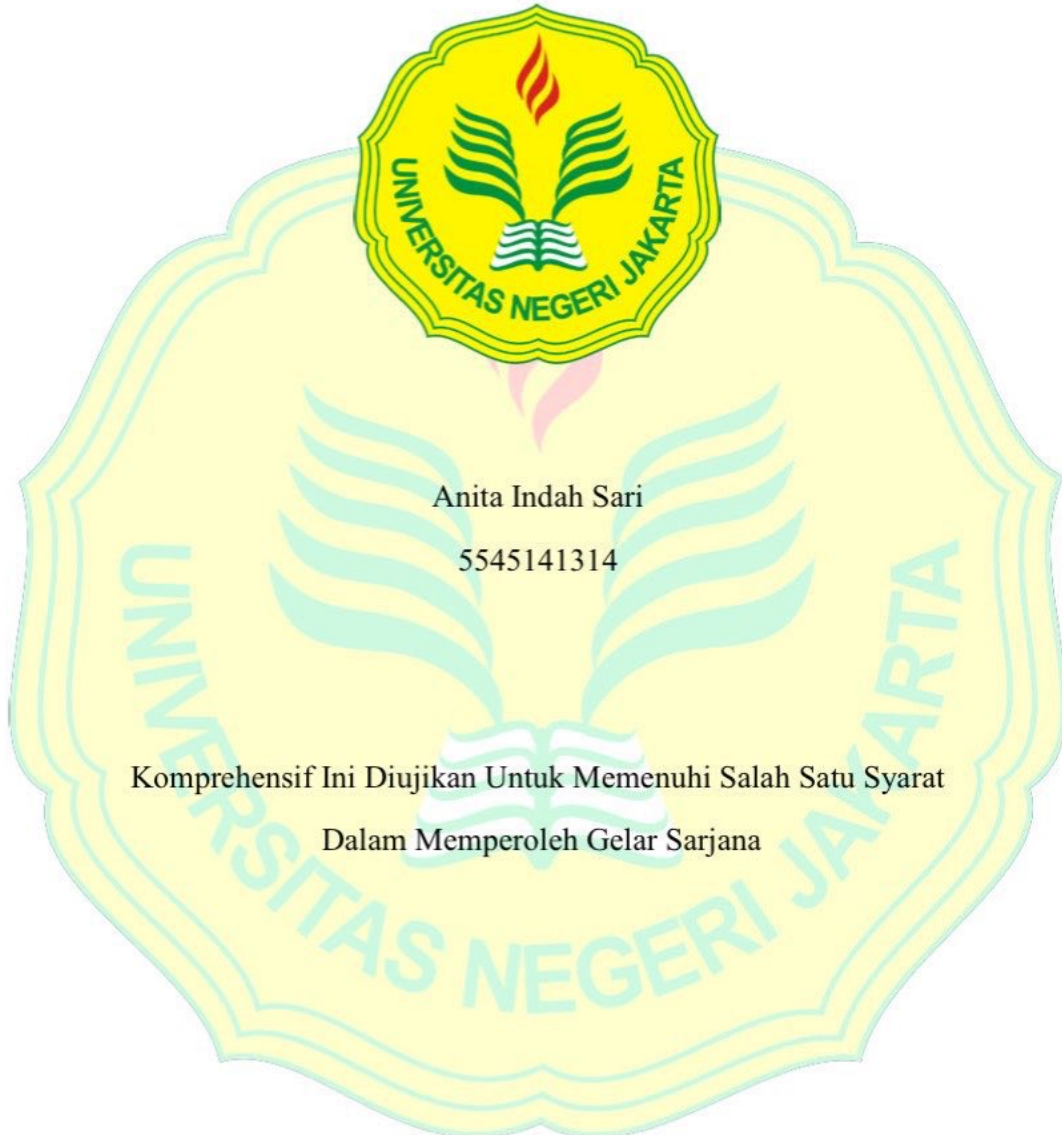 UNIVERSITAS NEGERI JAKARTA
Anita Indah Sari
5545141314
Komprehensif Ini Diujikan Untuk Memenuhi Salah Satu Syarat
Dalam Memperoleh Gelar Sarjana
UNIVERSITAS NEGERI JAKARTA